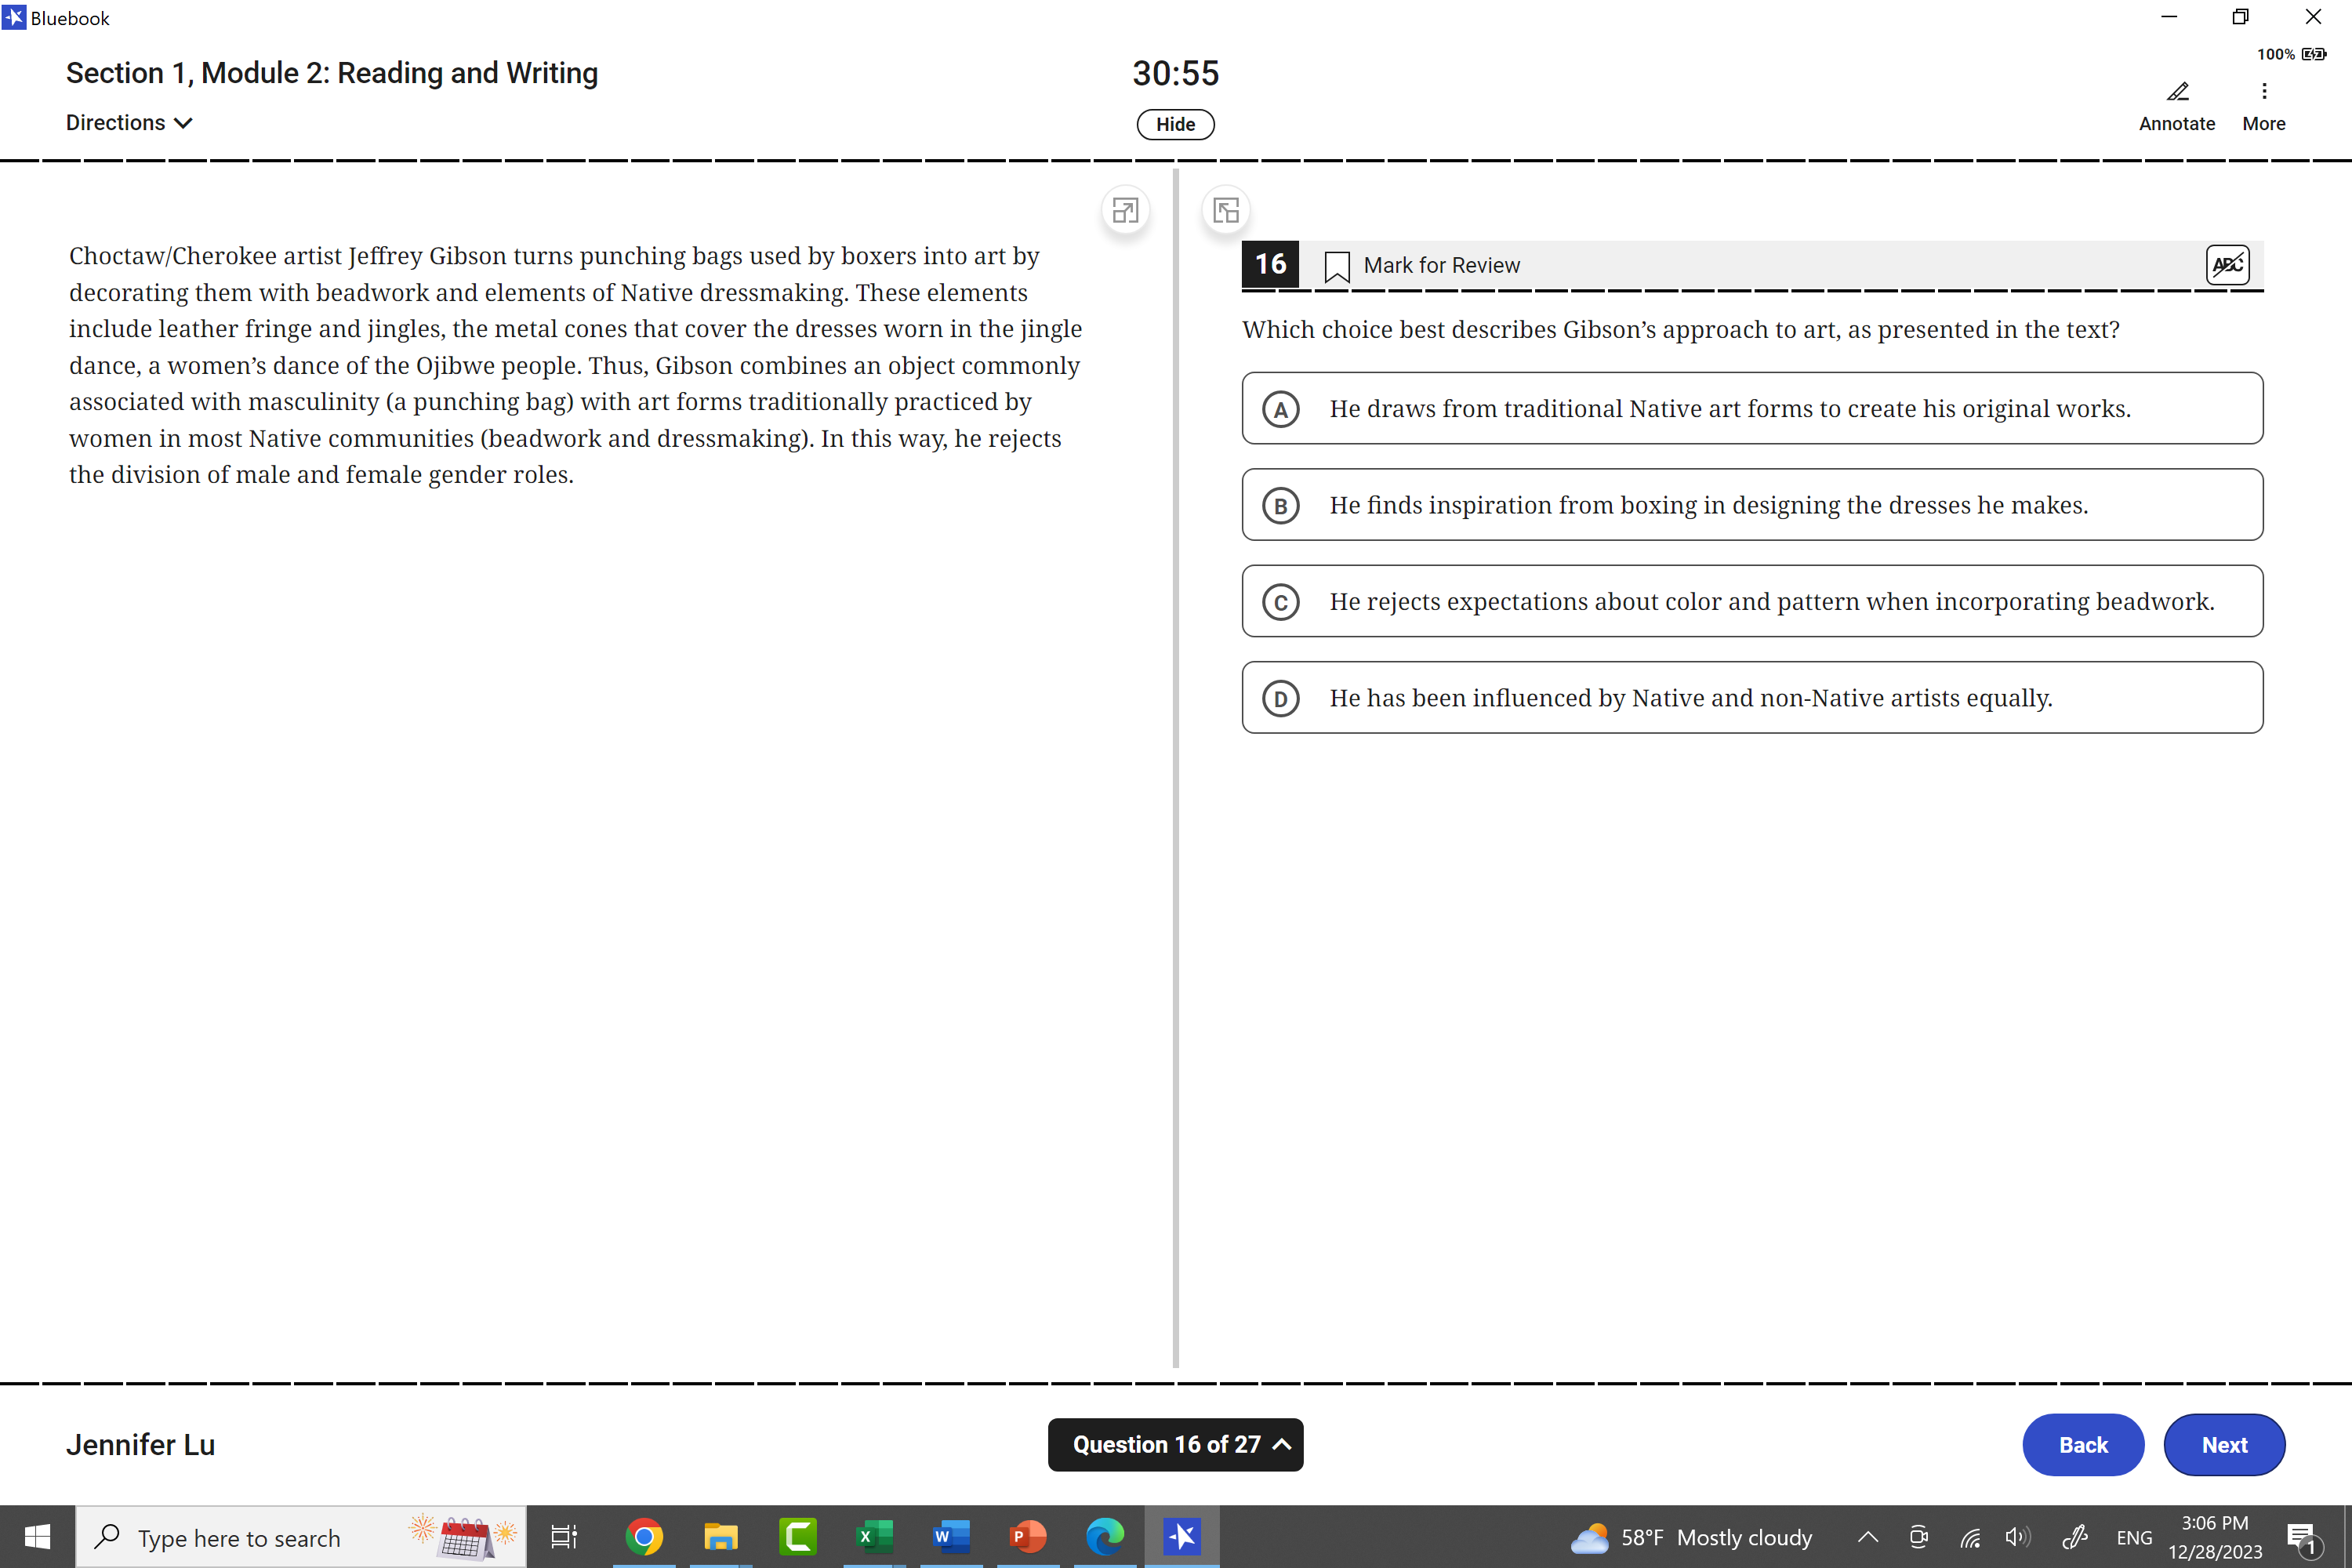 Bluebook
100%
Section 1, Module 2: Reading and Writing
30:55
Directions
Hide
Annotate
More
Choctaw/Cherokee artist Jeffrey Gibson turns punching bags used by boxers into art by
decorating them with beadwork and elements of Native dressmaking. These elements
include leather fringe and jingles, the metal cones that cover the dresses worn in the jingle
dance, a women’s dance of the Ojibwe people. Thus, Gibson combines an object commonly
associated with masculinity (a punching bag) with art forms traditionally practiced by
women in most Native communities (beadwork and dressmaking). In this way, he rejects
the division of male and female gender roles.
16 Mark for Review ABC
Which choice best describes Gibson’s approach to art, as presented in the text?
A He draws from traditional Native art forms to create his original works.
B He finds inspiration from boxing in designing the dresses he makes.
C He rejects expectations about color and pattern when incorporating beadwork.
D He has been influenced by Native and non-Native artists equally.
Jennifer Lu
Question 16 of 27
Back
Next
Type here to search
X
W
P
58°F Mostly cloudy
ENG
3:06 PM
12/28/2023
1